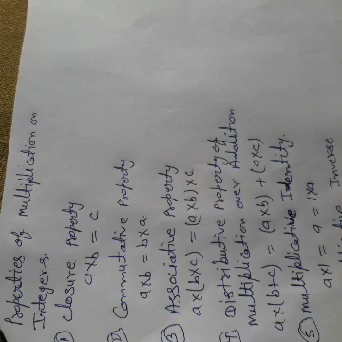 Properties of multiplication on
Integers
① Closure Property
a×b = c
② Commutative Property
a×b = b×a
③ Associative Property
a×(b×c) = (a×b)×c
④ Distributive Property of
multiplication over Addition
a×(b+c) = (a×b) + (a×c)
⑤ Multiplicative Identity.
a×1 = a = 1×a
Inverse